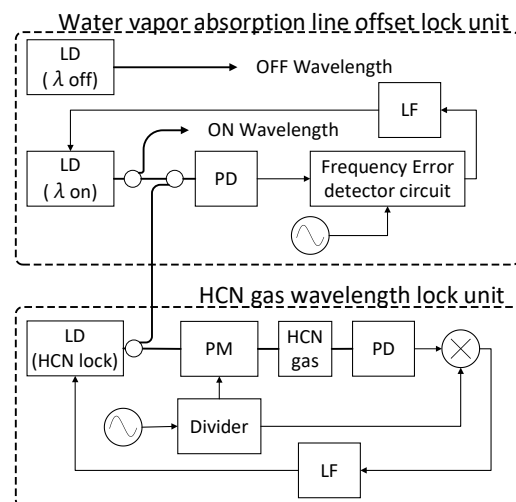 Water vapor absorption line offset lock unit
LD
( λ off)
OFF Wavelength
LF
ON Wavelength
LD
( λ on)
PD
Frequency Error
detector circuit
HCN gas wavelength lock unit
LD
(HCN lock)
PM
HCN
gas
PD
Divider
LF